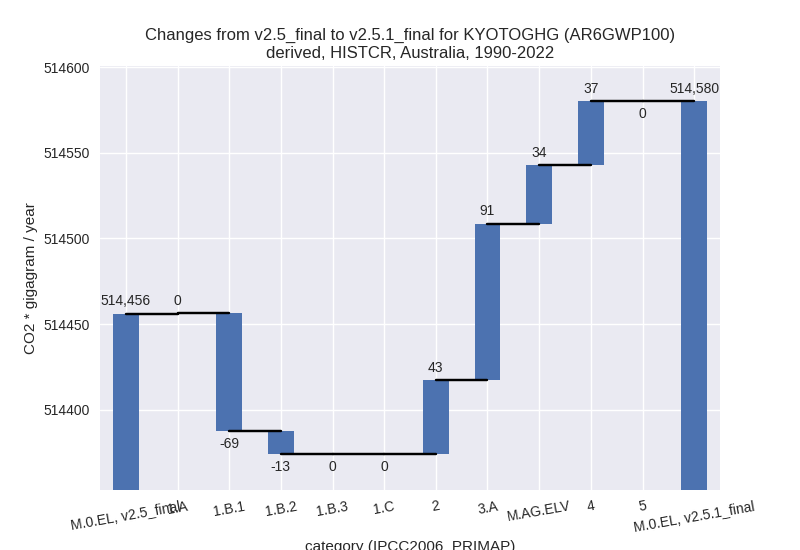 Changes from v2.5_final to v2.5.1_final for KYOTOGHG (AR6GWP100)
derived, HISTCR, Australia, 1990-2022
514600
514550
514500
514450
514400
CO2 * gigagram / year
514,456
0
-69
-13
0
0
43
91
34
37
0
514,580
M.0.EL, v2.5_final
1.A
1.B.1
1.B.2
1.B.3
1.C
2
3.A
M.AG.ELV
4
5
M.0.EL, v2.5.1_final
category (IPCC2006_PRIMAP)